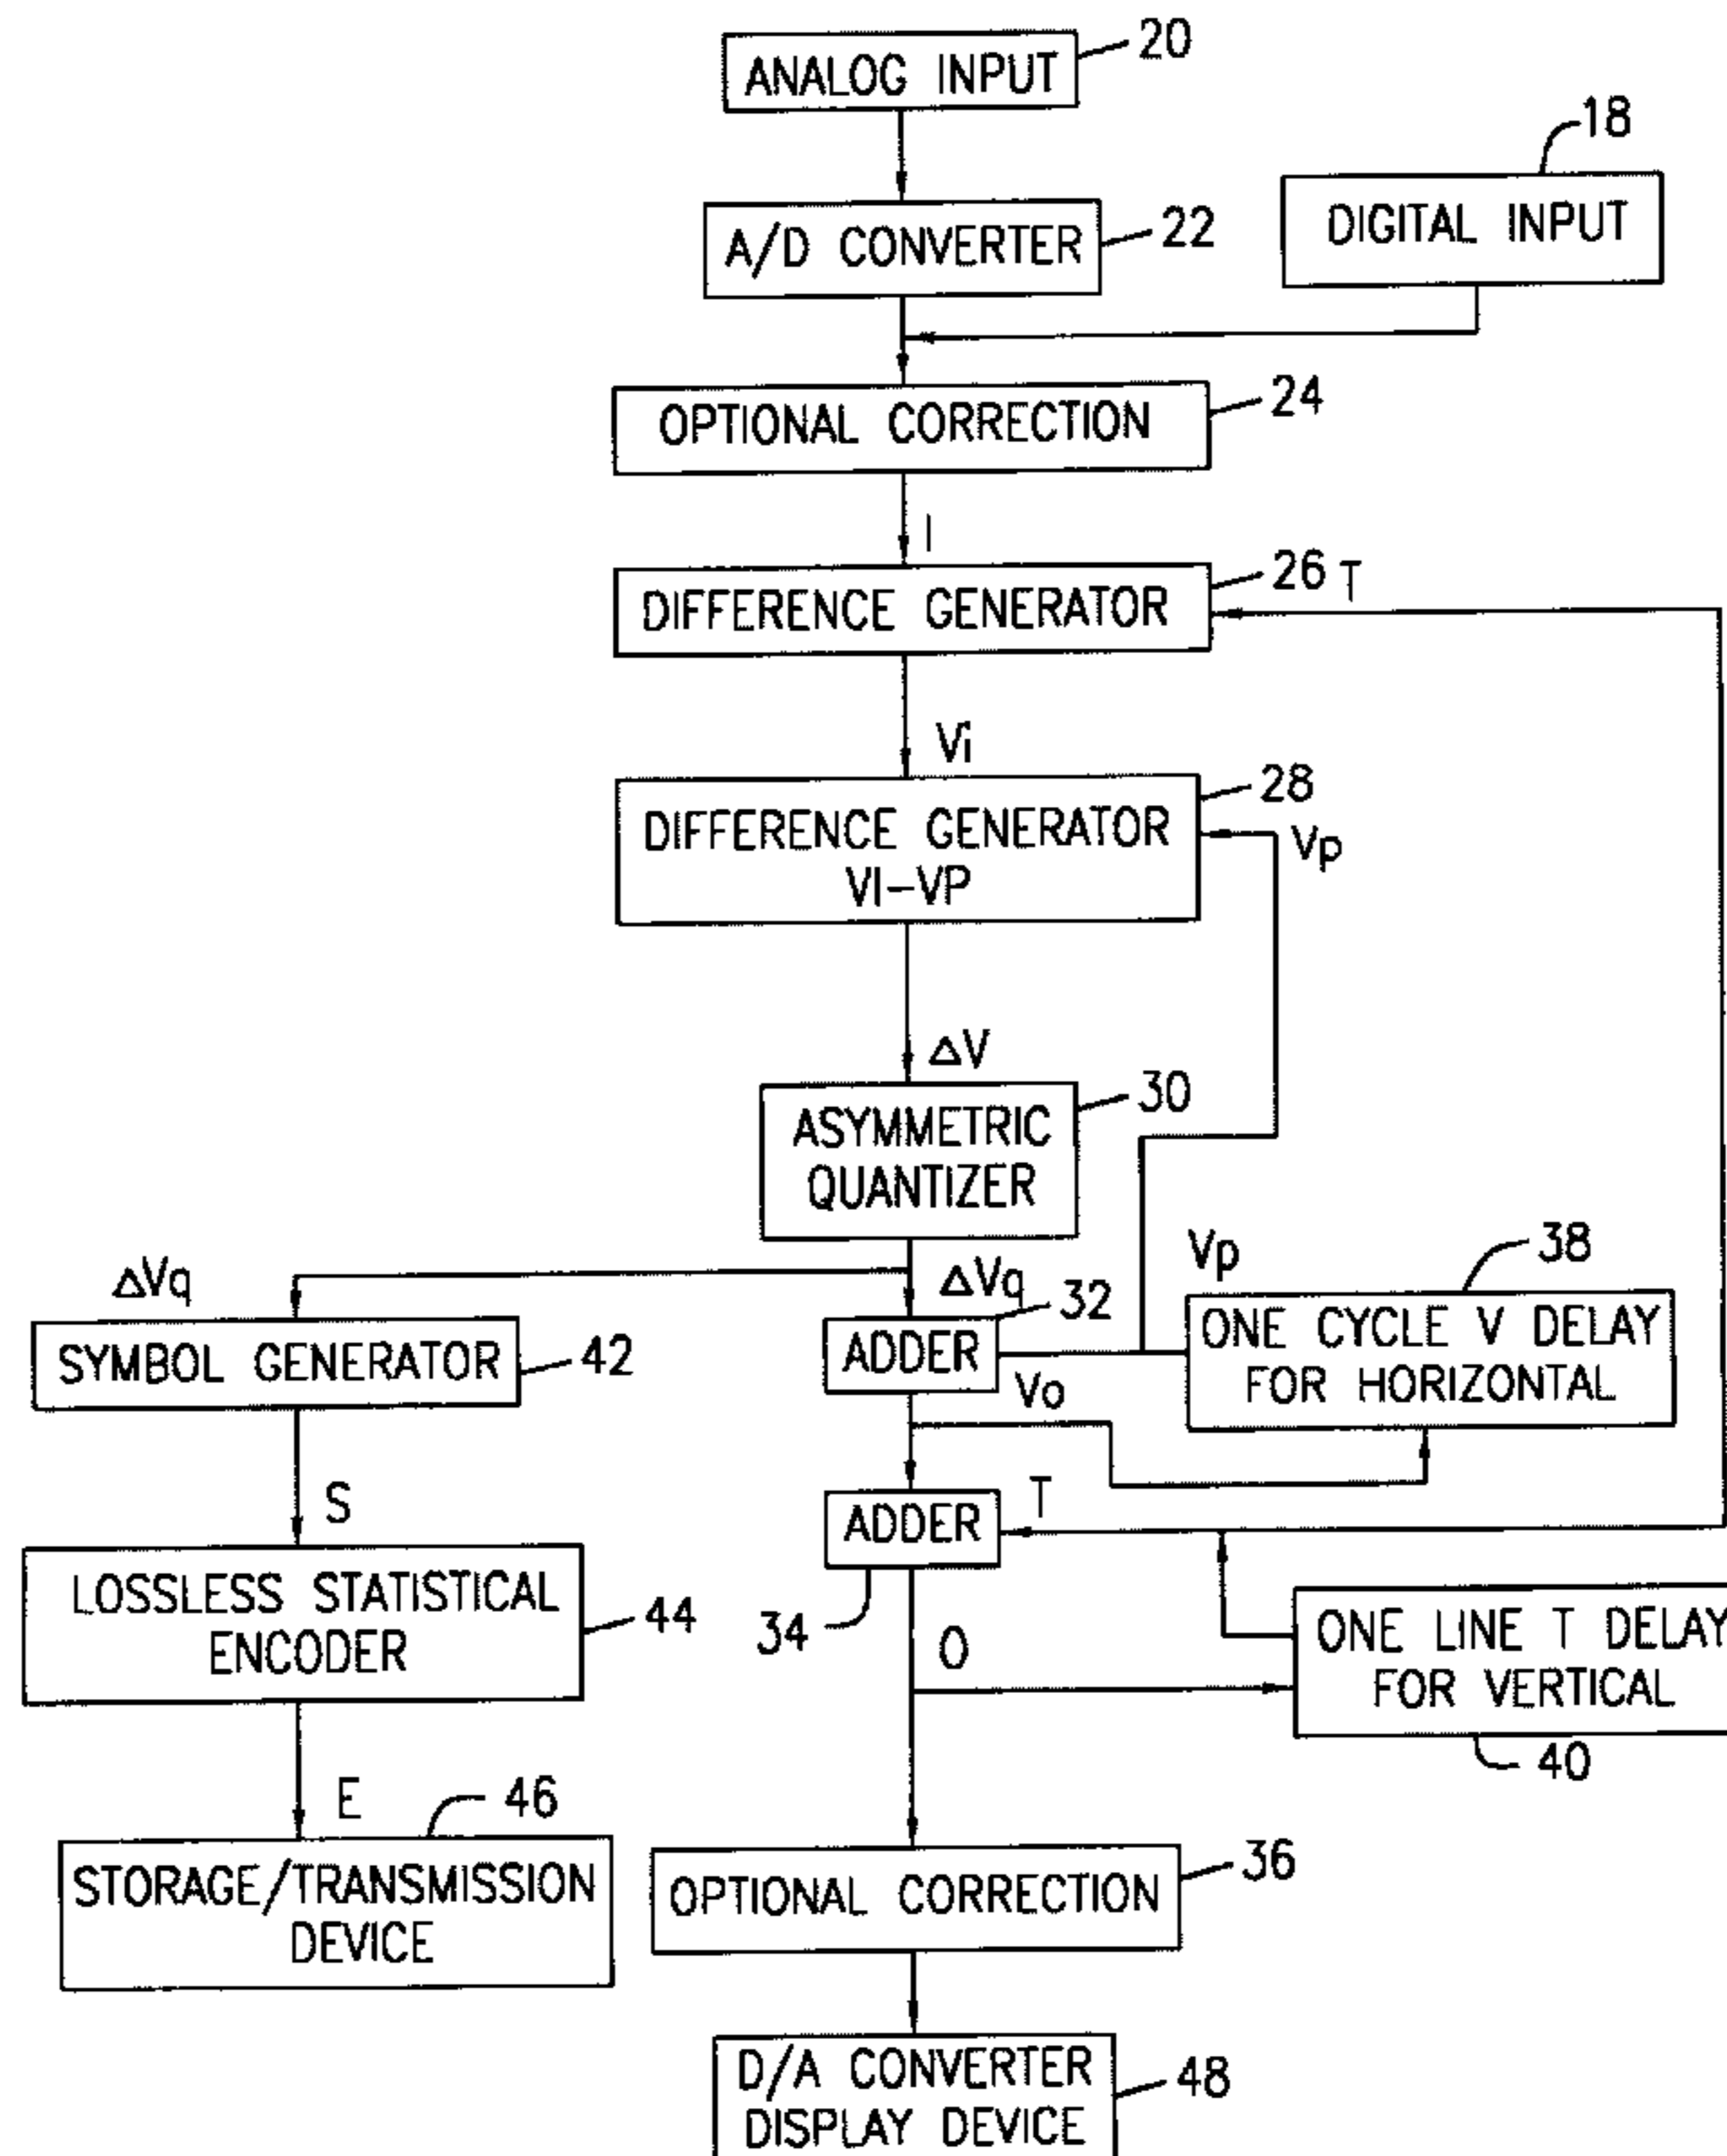 20
ANALOG INPUT
18
DIGITAL INPUT
A/D CONVERTER
22
OPTIONAL CORRECTION
24
I
DIFFERENCE GENERATOR
26
T
Vi
DIFFERENCE GENERATOR
VI-VP
28
Vp
ΔV
ASYMMETRIC
QUANTIZER
30
ΔVq
ΔVq
32
Vp
38
SYMBOL GENERATOR
42
ADDER
ONE CYCLE V DELAY
FOR HORIZONTAL
Vo
S
ADDER
T
34
LOSSLESS STATISTICAL
ENCODER
44
O
ONE LINE T DELAY
FOR VERTICAL
40
E
46
STORAGE/TRANSMISSION
DEVICE
OPTIONAL CORRECTION
36
D/A CONVERTER
DISPLAY DEVICE
48